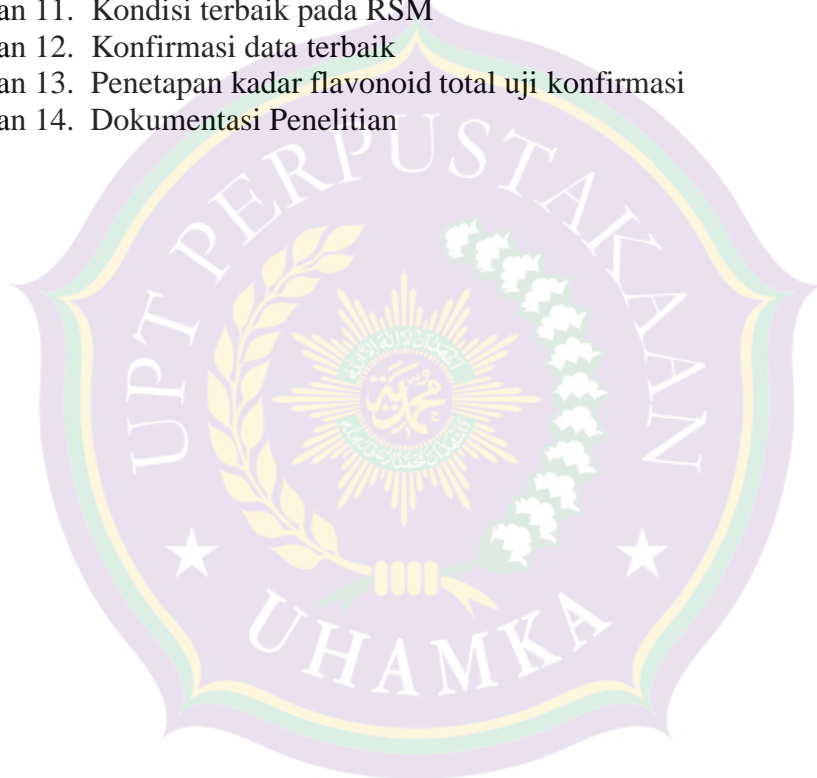 an 11. Kondisi terbaik pada RSM
an 12. Konfirmasi data terbaik
an 13. Penetapan kadar flavonoid total uji konfirmasi
an 14. Dokumentasi Penelitian
UPT PERPUSTAKAAN
UHAMKA